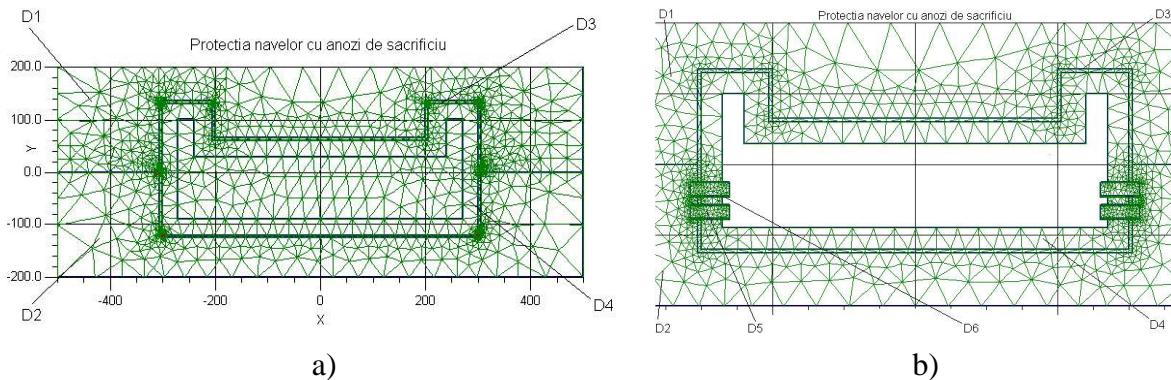 D1
D3
Protectia navelor cu anozi de sacrificiu
200.0
100.0
Y
0.0
-100.0
-200.0
-400
-200
0
200
400
X
D2
D4
a)
Protectia navelor cu anozi de sacrificiu
D1
D3
D2
D5
D6
D4
b)